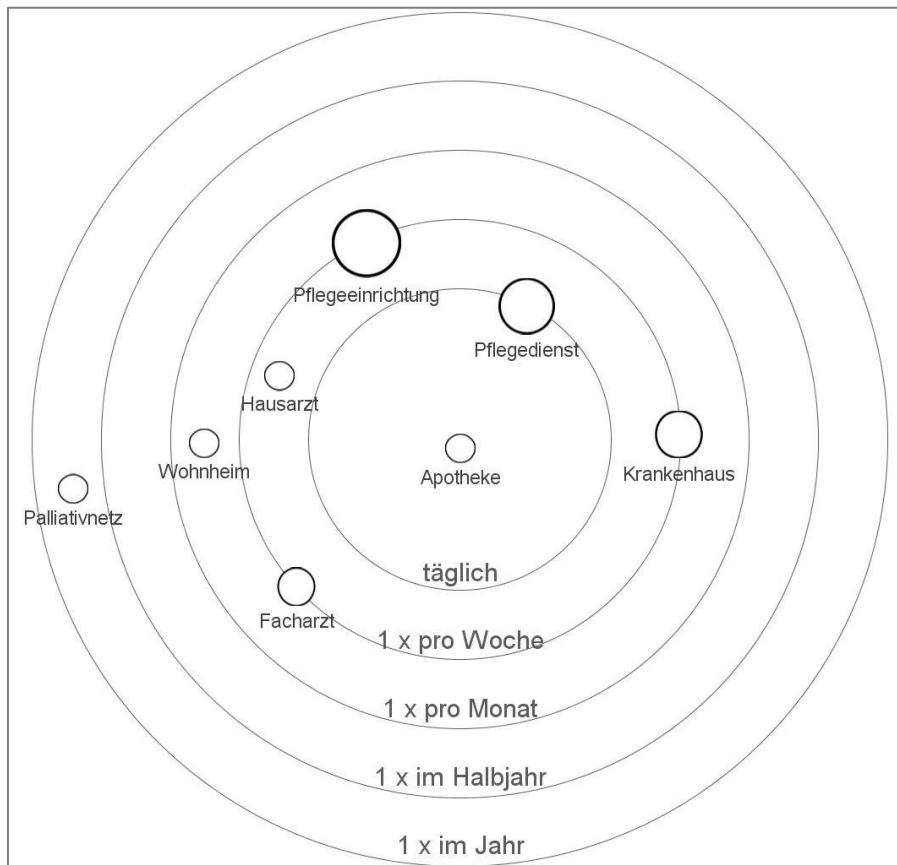 Pflegeeinrichtung
Pflegedienst
Hausarzt
Wohnheim
Apotheke
Krankenhaus
Palliativnetz
Facharzt
täglich
1 x pro Woche
1 x pro Monat
1 x im Halbjahr
1 x im Jahr